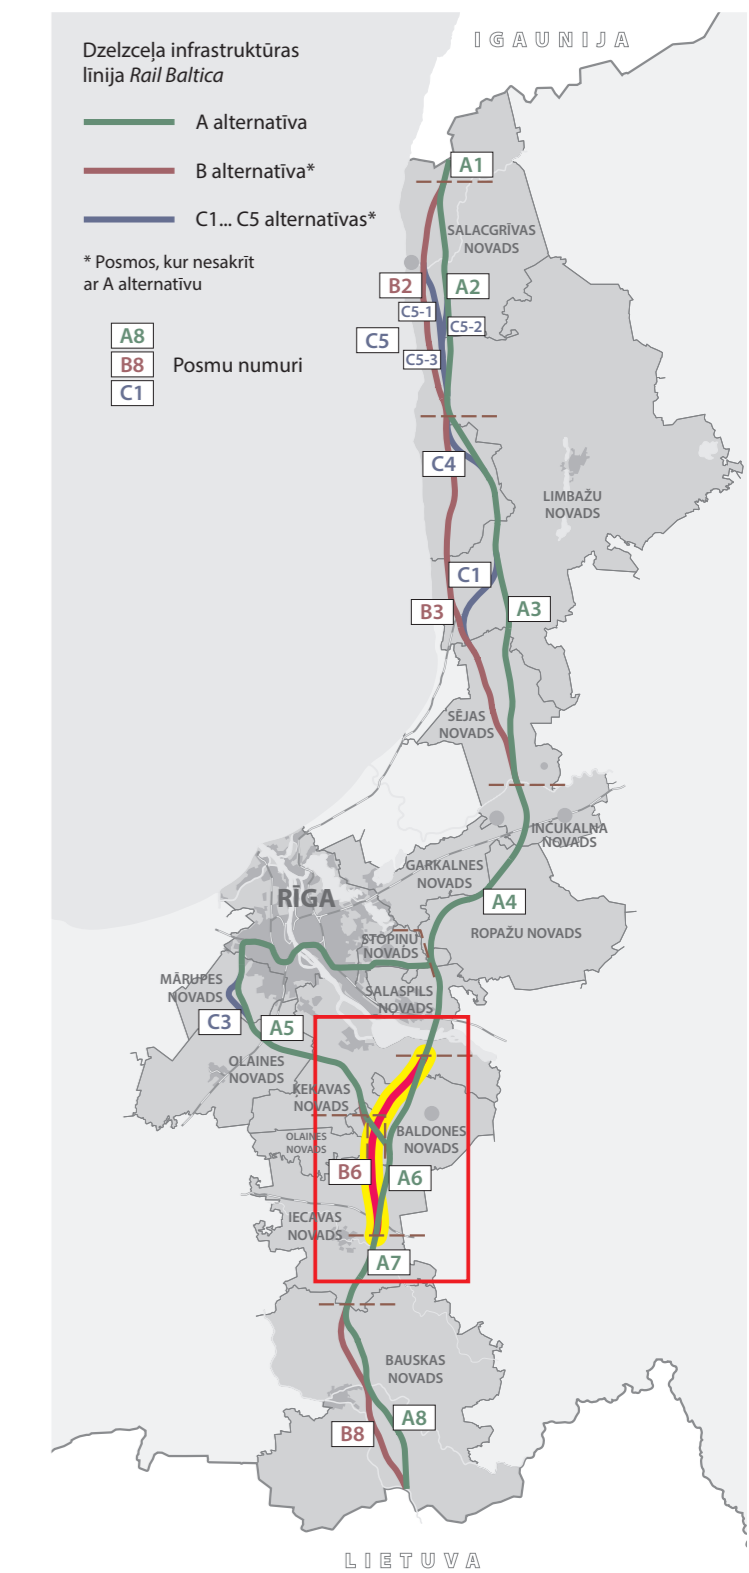 IGAUNIJA
Dzelzceļa infrastruktūras
līnija Rail Baltica
A alternatīva
B alternatīva*
C1... C5 alternatīvas*
* Posmos, kur nesakrīt
ar A alternatīvu
A8
B8
C1
Posmu numuri
A1
SALACGRĪVAS
NOVADS
B2
A2
C5-1
C5-2
C5
C5-3
C4
LIMBAŽU
NOVADS
C1
B3
A3
SĒJAS
NOVADS
INČUKALNA
NOVADS
GARKALNES
NOVADS
RĪGA
A4
ROPAŽU NOVADS
STOPIŅU
NOVADS
MĀRUPES
NOVADS
SALASPILS
NOVADS
C3
A5
OLAINES
NOVADS
ĶEKAVAS
NOVADS
OLAINES
NOVADS
BALDONES
NOVADS
B6
A6
IECAVAS
NOVADS
A7
BAUSKAS
NOVADS
A8
B8
LIETUVA